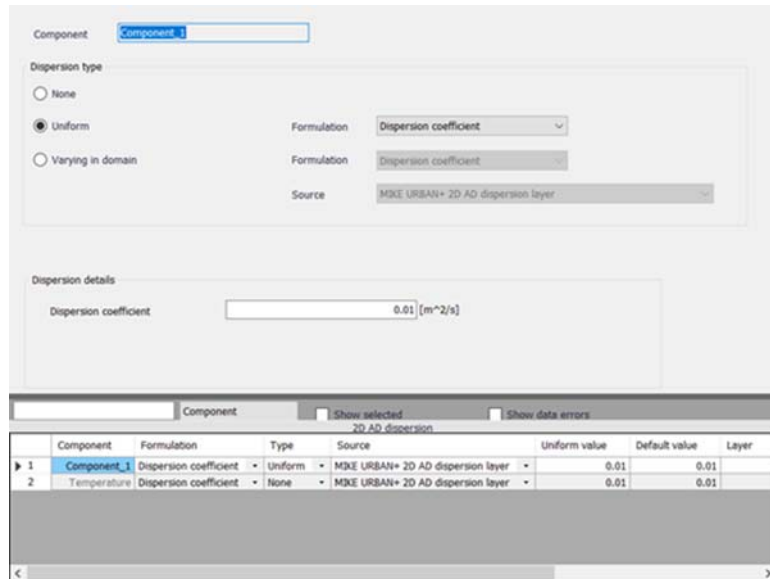 Component Component_1
Dispersion type
None
Uniform Formulation Dispersion coefficient
Varying in domain Formulation Dispersion coefficient
Source MIKE URBAN+ 2D AD dispersion layer
Dispersion details
Dispersion coefficient 0.01 [m^2/s]
Component Show selected Show data errors
2D AD dispersion
Component Formulation Type Source Uniform value Default value Layer
1 Component_1 Dispersion coefficient Uniform MIKE URBAN+ 2D AD dispersion layer 0.01 0.01
2 Temperature Dispersion coefficient None MIKE URBAN+ 2D AD dispersion layer 0.01 0.01